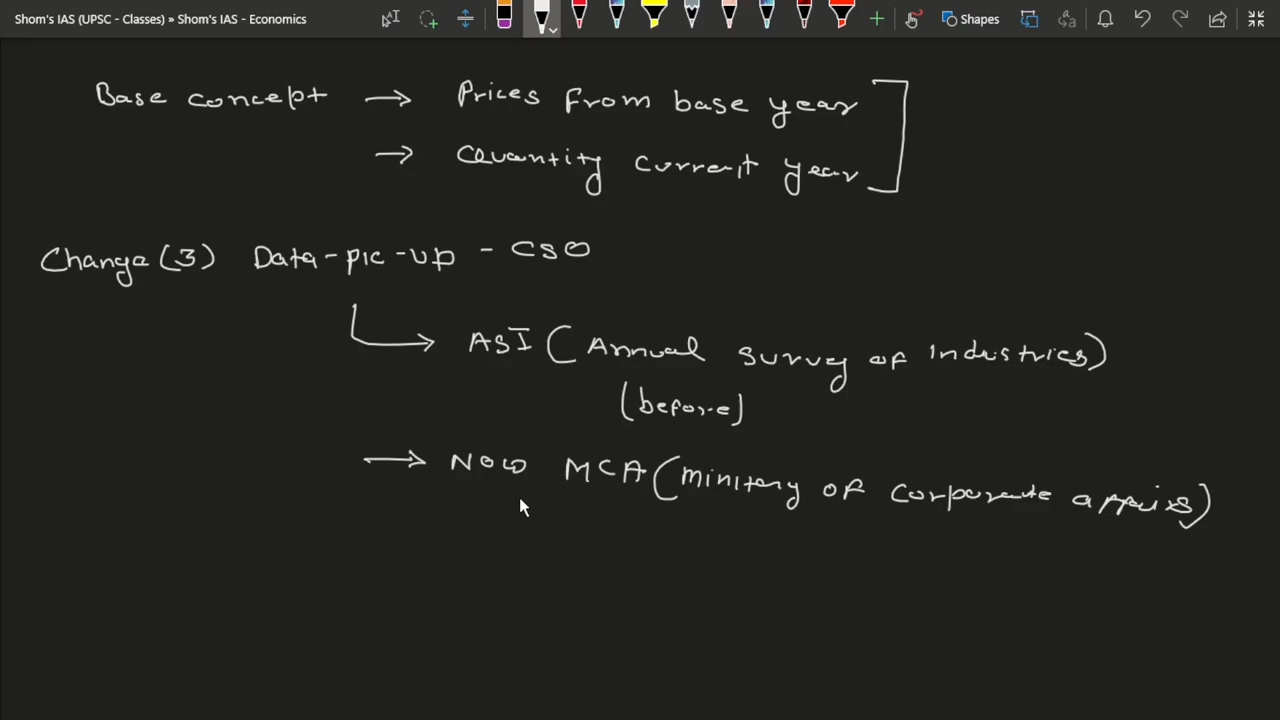 Shom's IAS (UPSC - Classes) » Shom's IAS - Economics
Shapes
Base concept → Prices from base year
→ Quantity current year
Change (3) Data-pic-up - CSO
→ ASI (Annual survey of industries)
(before)
→ Now MCA (minitary of corporate affairs)